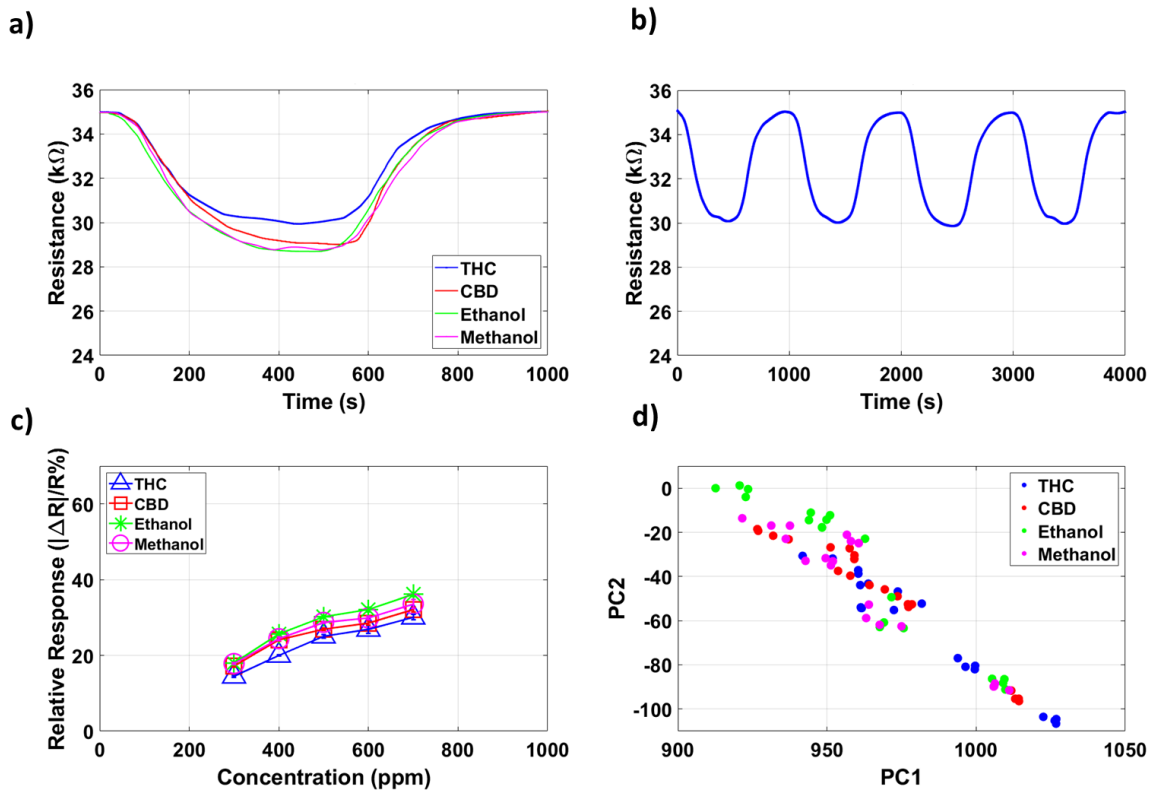 a)
36
34
32
30
28
26
24
Resistance (kΩ)
0 200 400 600 800 1000
Time (s)
THC
CBD
Ethanol
Methanol
b)
36
34
32
30
28
26
24
Resistance (kΩ)
0 1000 2000 3000 4000
Time (s)
c)
60
40
20
0
Relative Response (|ΔR|/R%)
0 200 400 600 800 1000
Concentration (ppm)
THC
CBD
Ethanol
Methanol
d)
0
-20
-40
-60
-80
-100
PC2
900 950 1000 1050
PC1
THC
CBD
Ethanol
Methanol